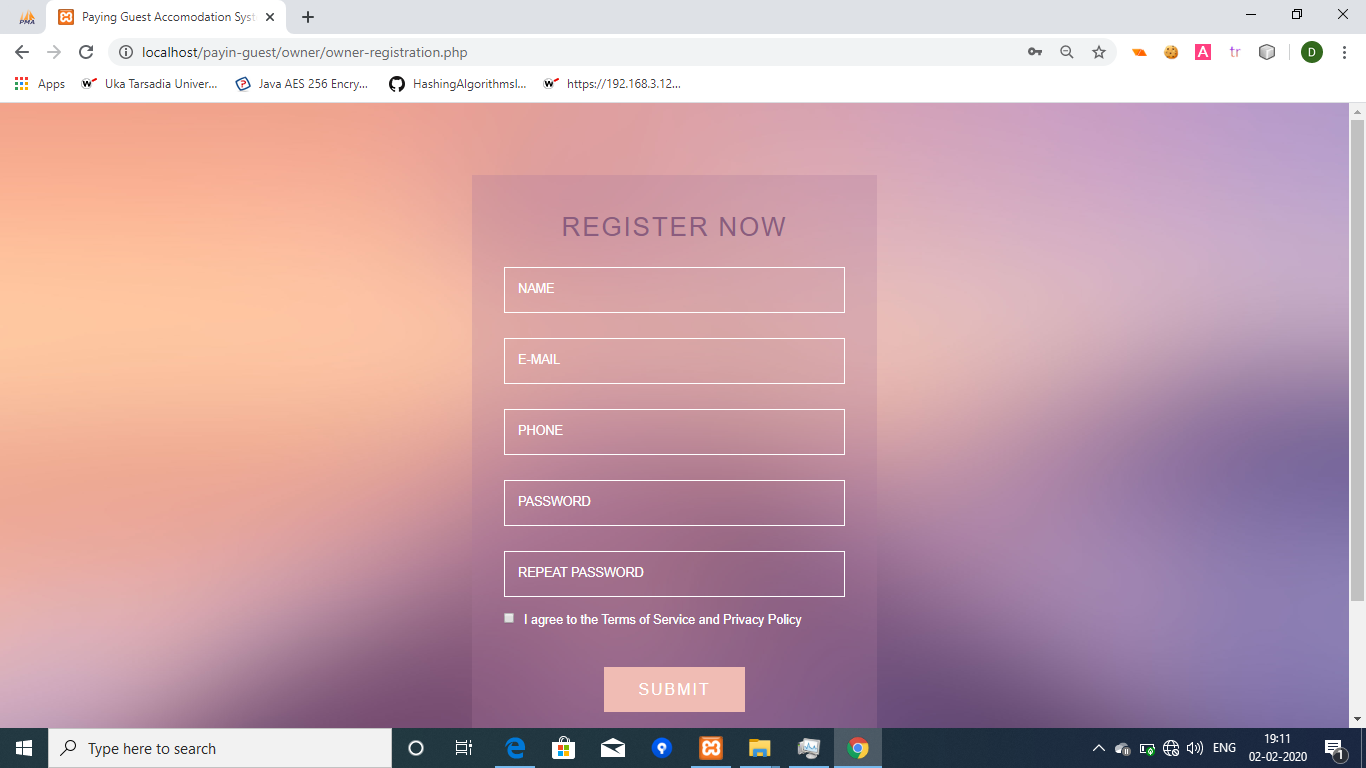 PMA
Paying Guest Accomodation Syst
localhost/payin-guest/owner/owner-registration.php
A
tr
D
Apps
Uka Tarsadia Univer...
Java AES 256 Encry...
HashingAlgorithmsI...
https://192.168.3.12...
REGISTER NOW
NAME
E-MAIL
PHONE
PASSWORD
REPEAT PASSWORD
I agree to the Terms of Service and Privacy Policy
SUBMIT
Type here to search
ENG
19:11
02-02-2020
1